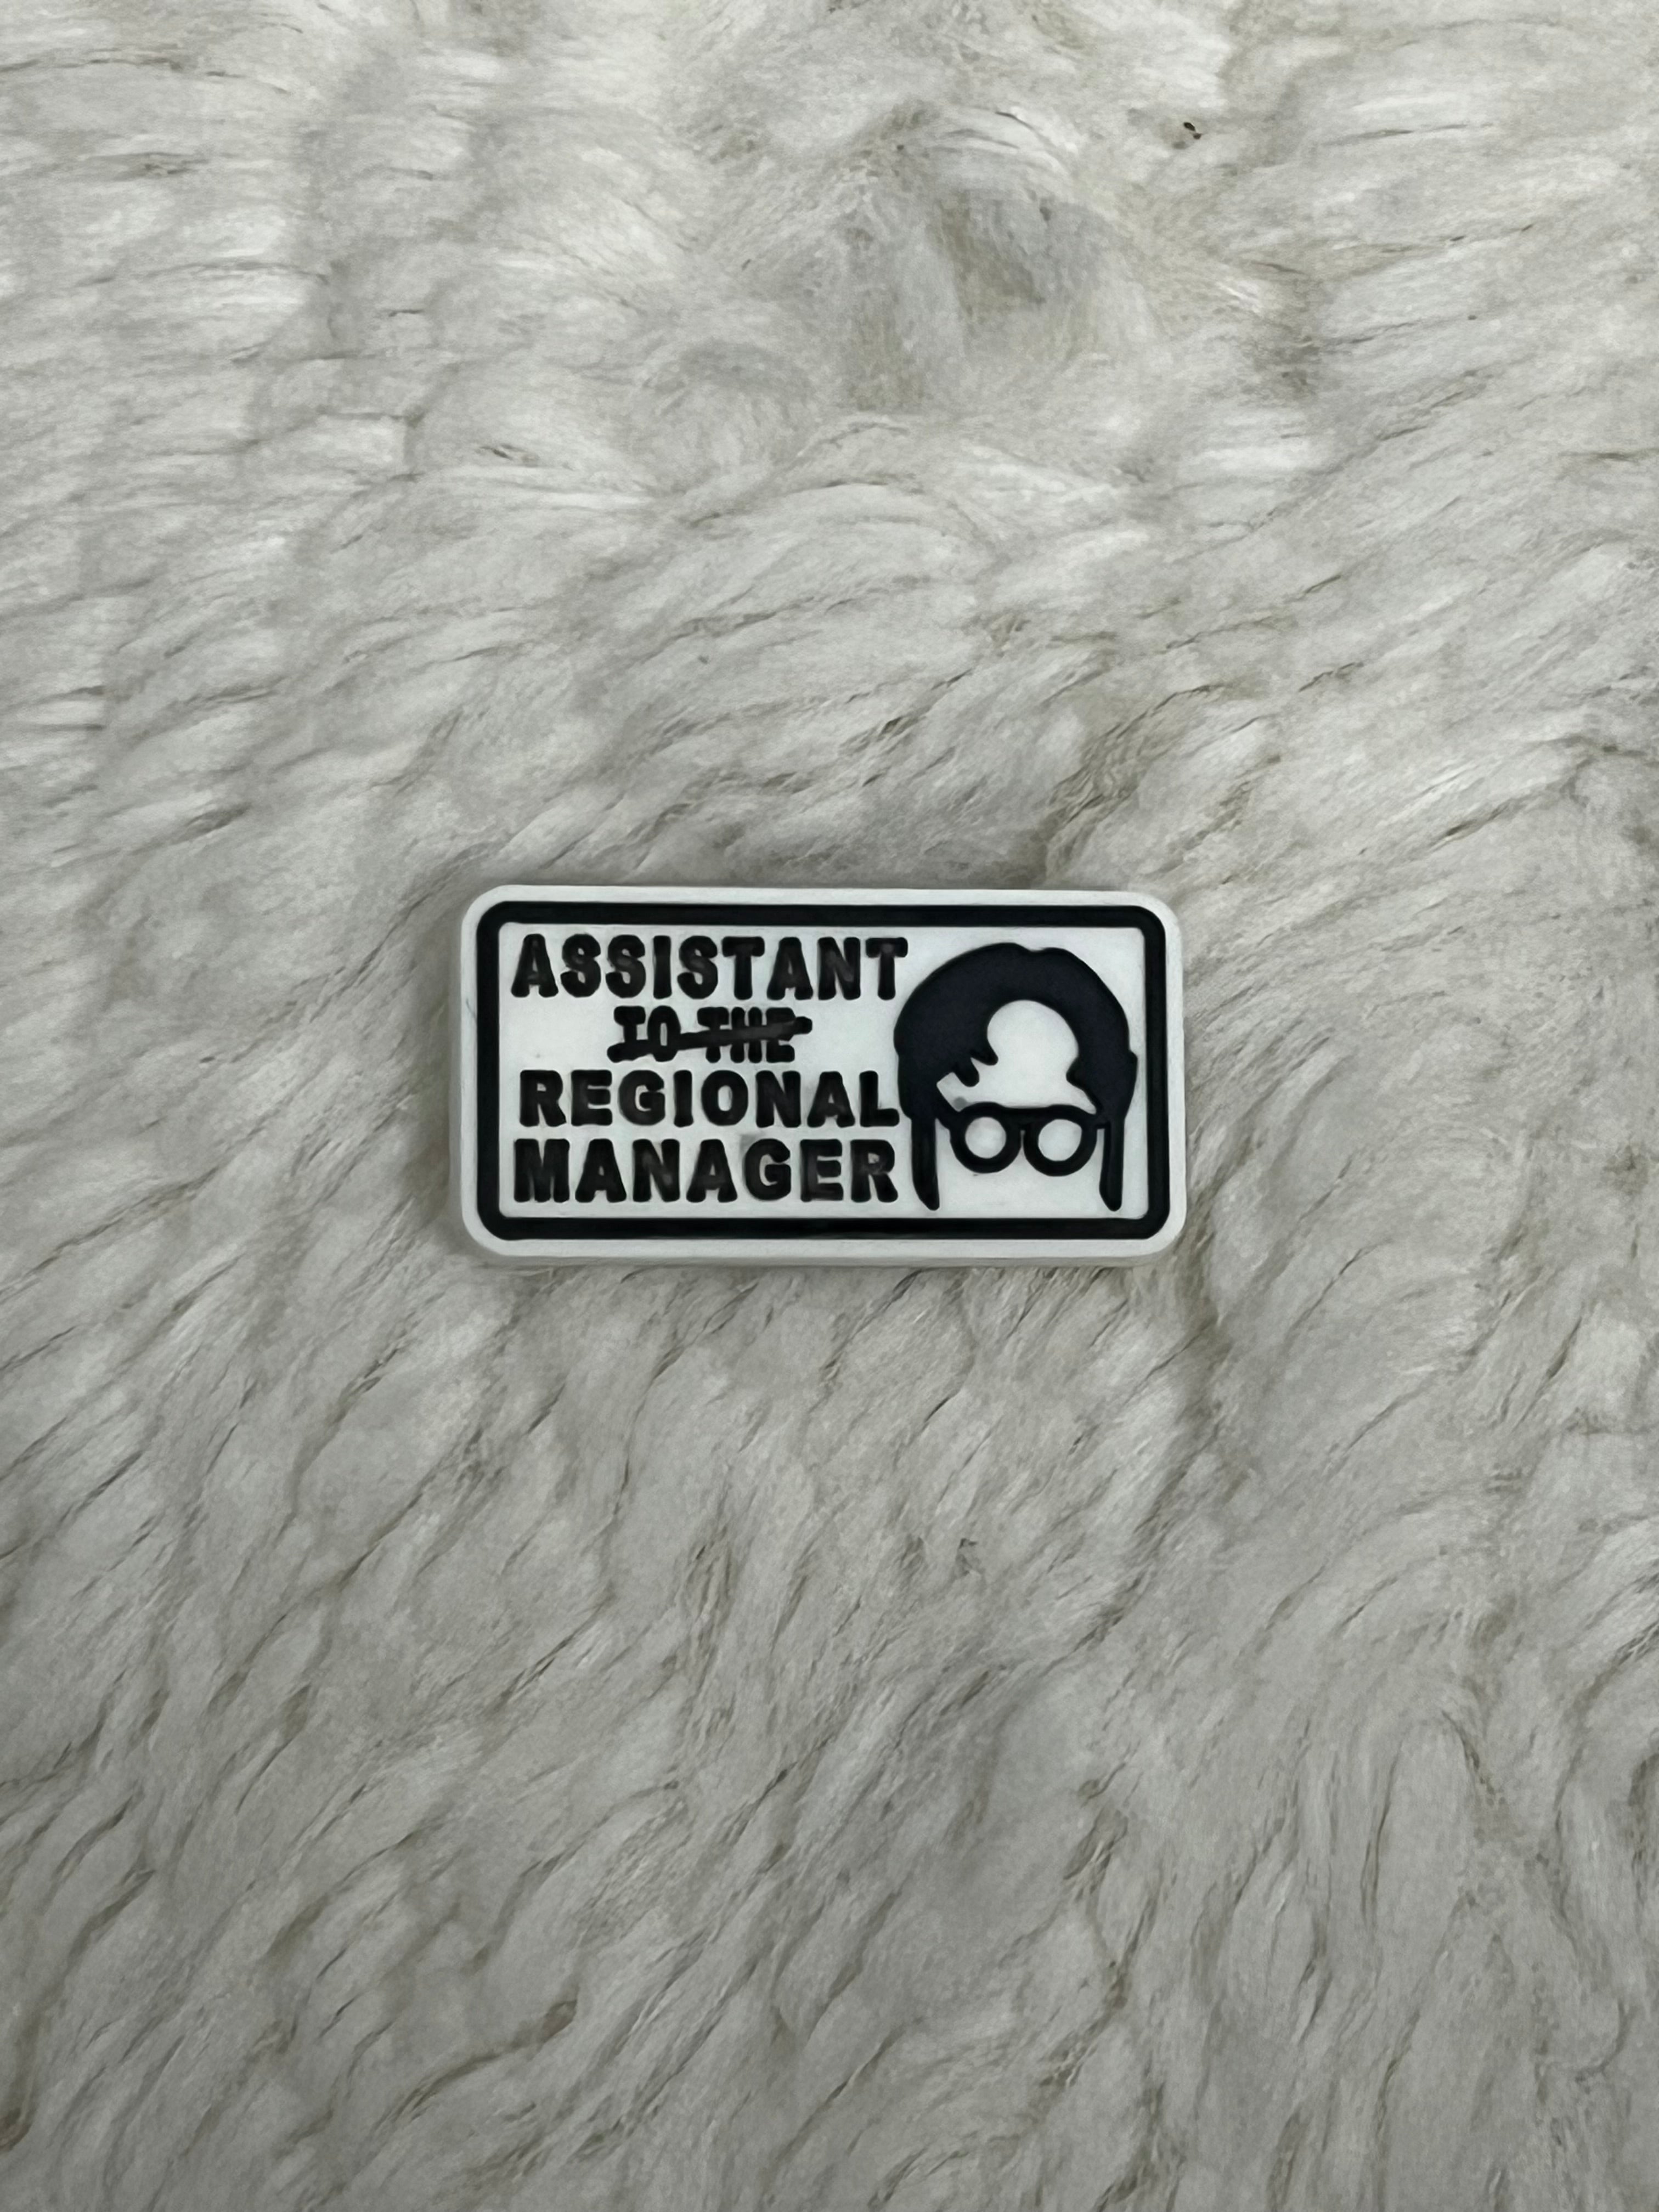 ASSISTANT
TO THE
REGIONAL
MANAGER